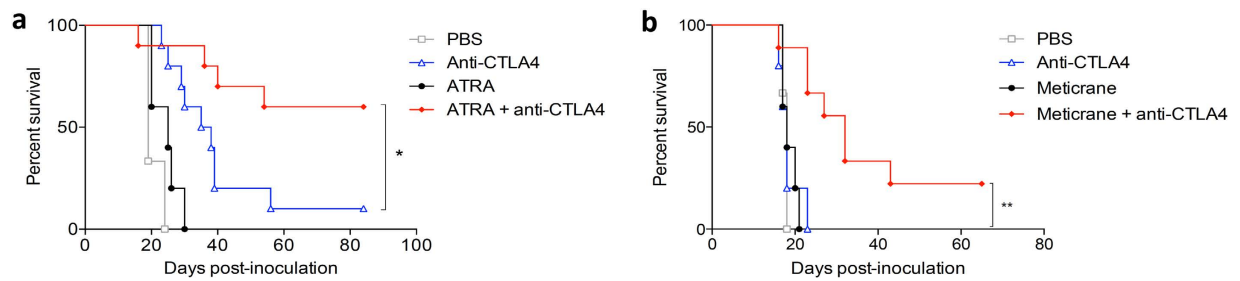 a
100
50
0
Percent survival
0 20 40 60 80 100
Days post-inoculation
PBS
Anti-CTLA4
ATRA
ATRA + anti-CTLA4
*
b
100
50
0
Percent survival
0 20 40 60 80
Days post-inoculation
PBS
Anti-CTLA4
Meticrane
Meticrane + anti-CTLA4
**